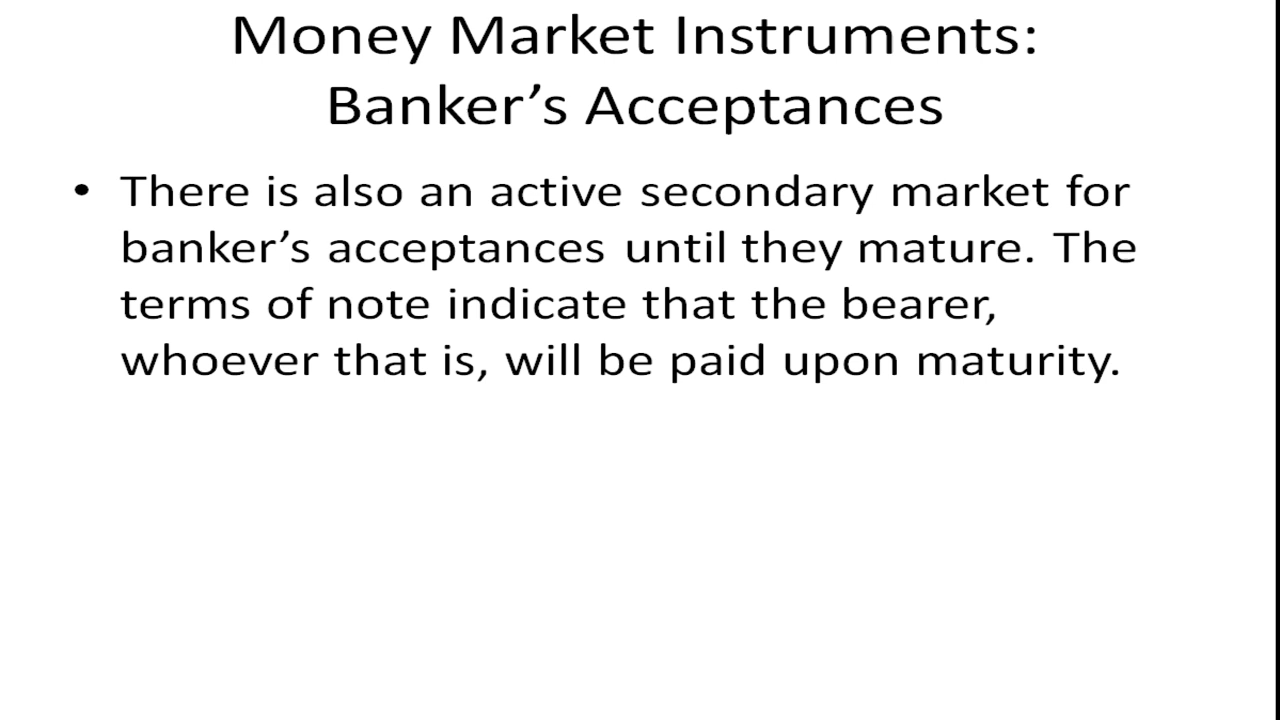 Money Market Instruments:
Banker’s Acceptances
• There is also an active secondary market for
banker’s acceptances until they mature. The
terms of note indicate that the bearer,
whoever that is, will be paid upon maturity.